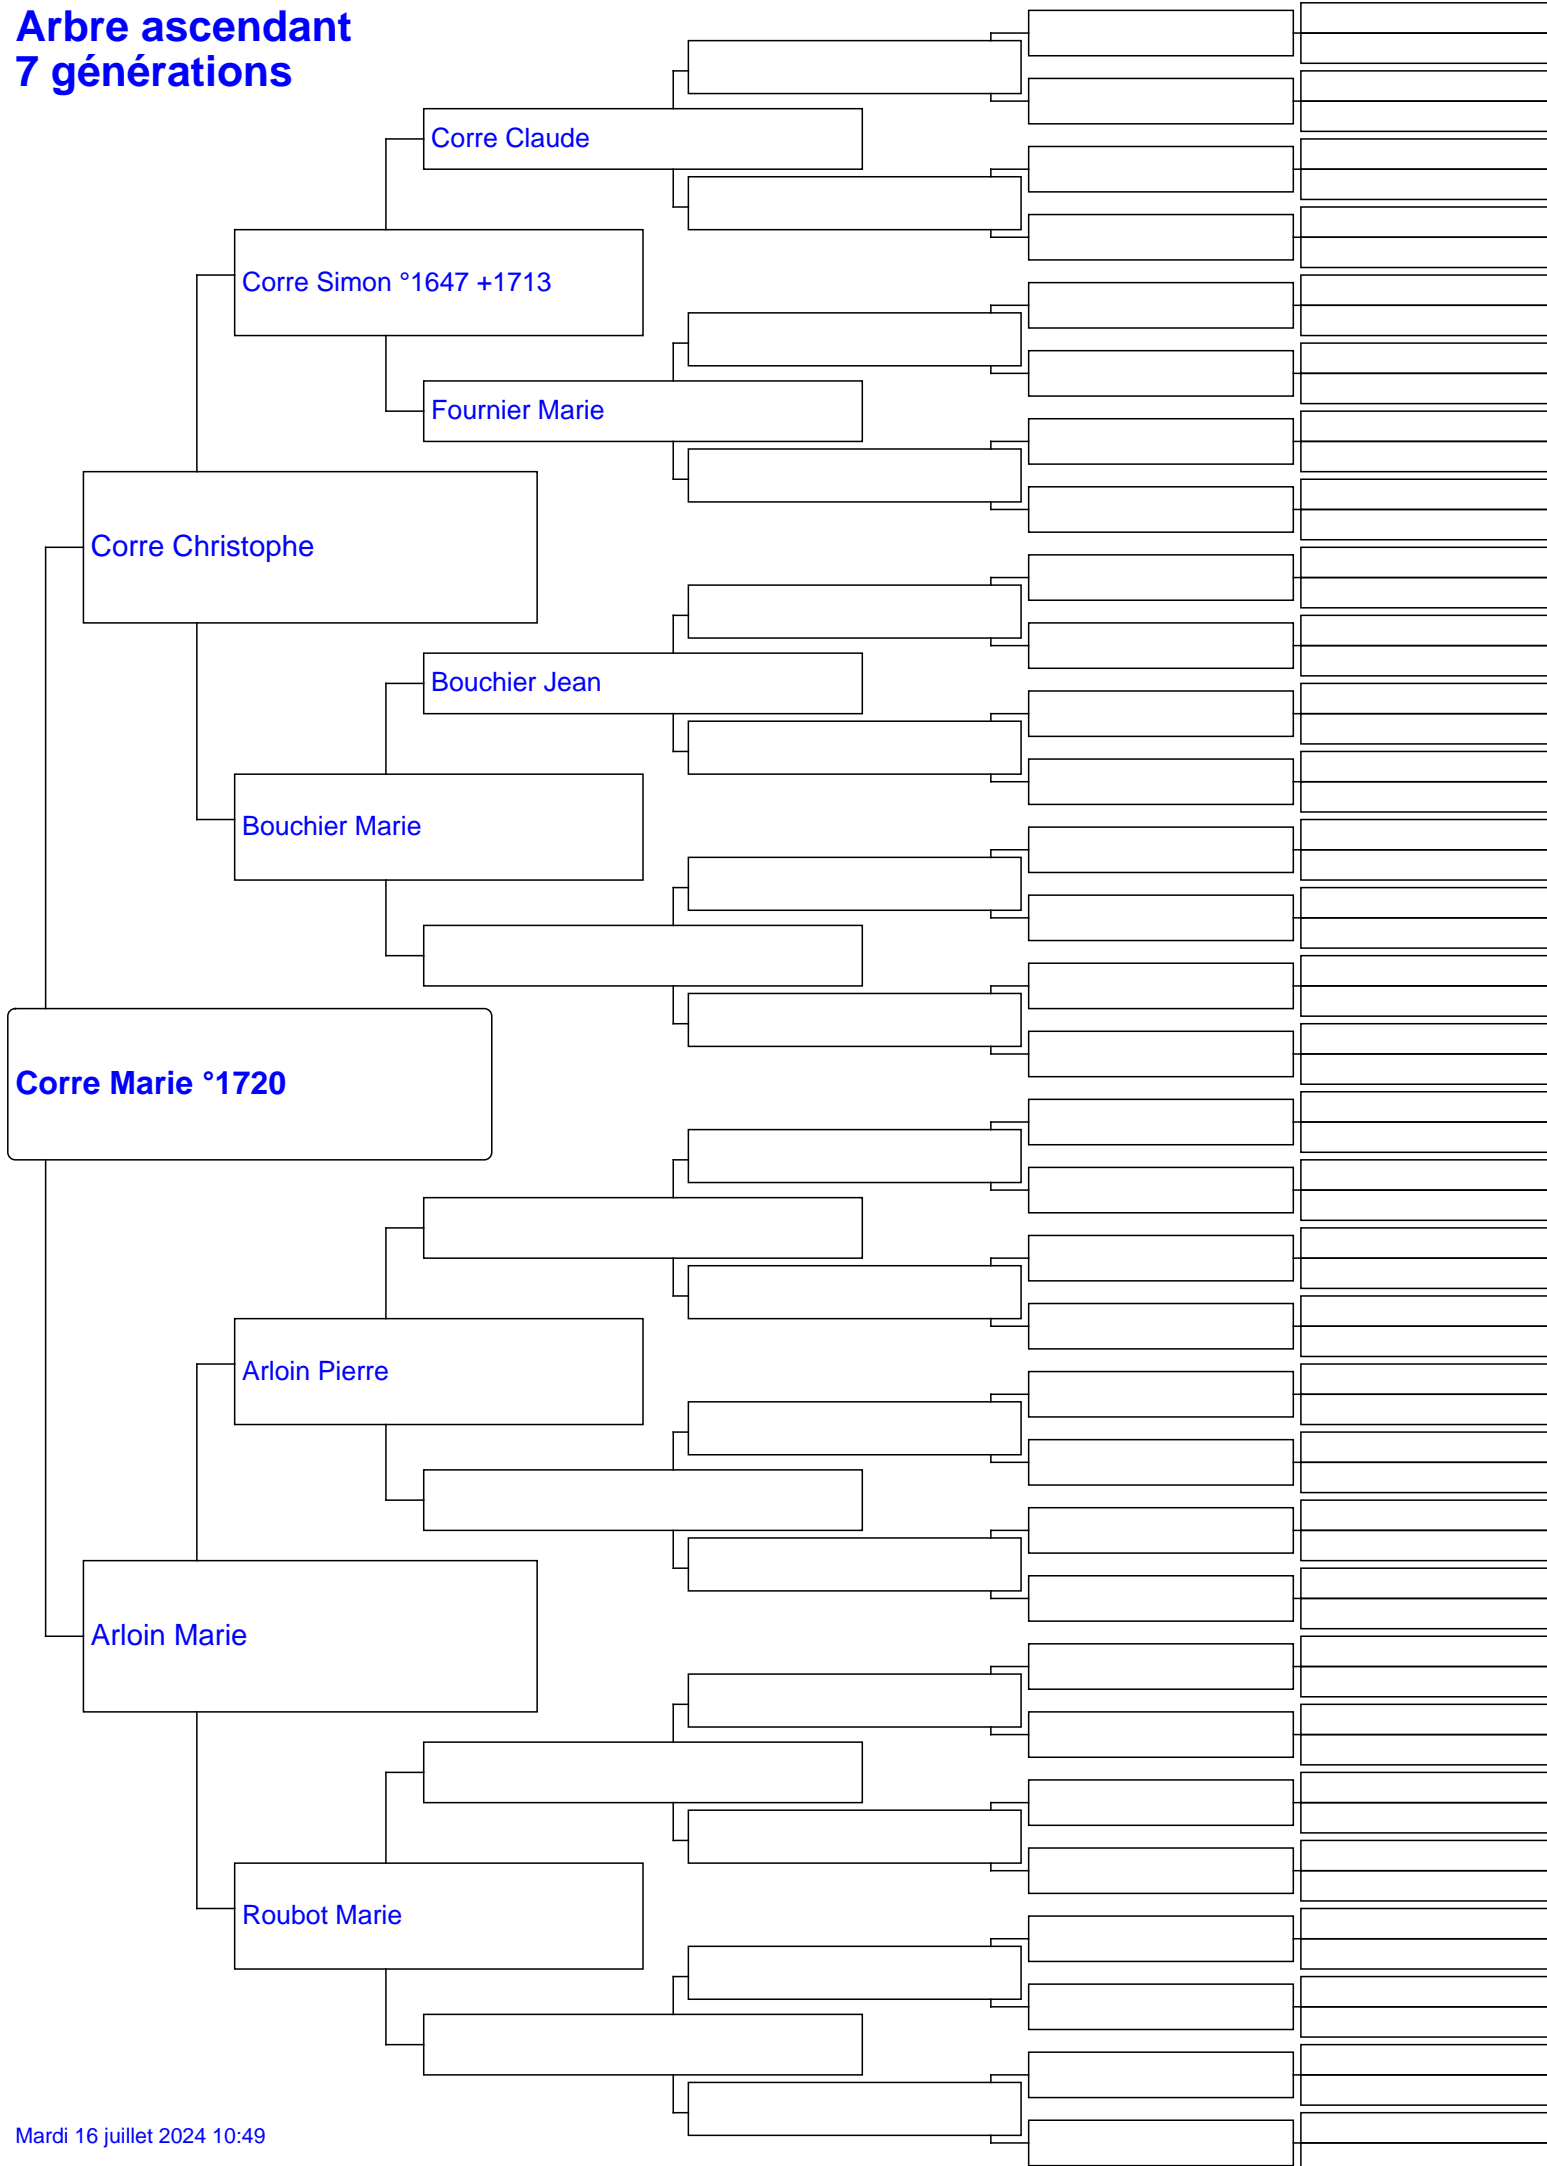 Arbre ascendant
7 générations
Corre Claude
Corre Simon °1647 +1713
Fournier Marie
Corre Christophe
Bouchier Jean
Bouchier Marie
Corre Marie °1720
Arloin Pierre
Arloin Marie
Roubot Marie
Mardi 16 juillet 2024 10:49